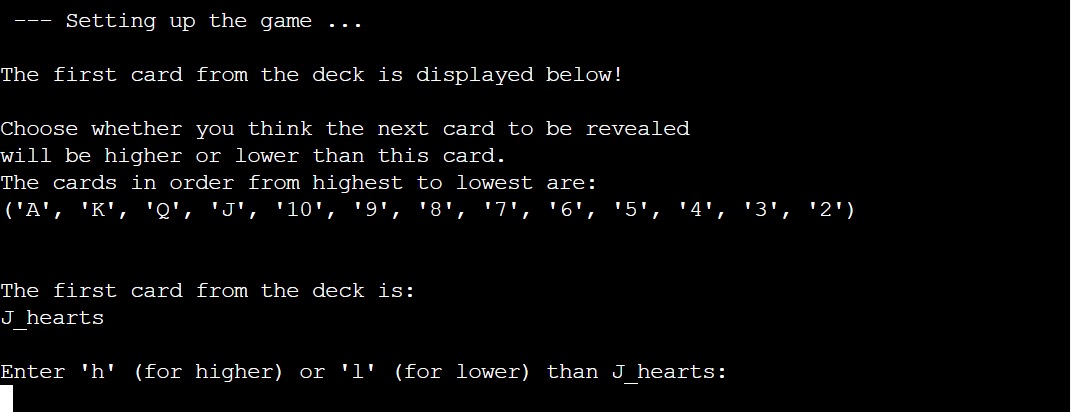 --- Setting up the game ...
The first card from the deck is displayed below!
Choose whether you think the next card to be revealed
will be higher or lower than this card.
The cards in order from highest to lowest are:
('A', 'K', 'Q', 'J', '10', '9', '8', '7', '6', '5', '4', '3', '2')
The first card from the deck is:
J_hearts
Enter 'h' (for higher) or 'l' (for lower) than J_hearts: